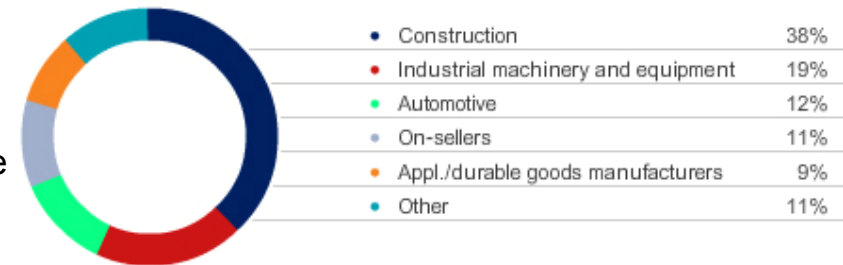 Construction 38%
Industrial machinery and equipment 19%
Automotive 12%
On-sellers 11%
e
Appl./durable goods manufacturers 9%
Other 11%